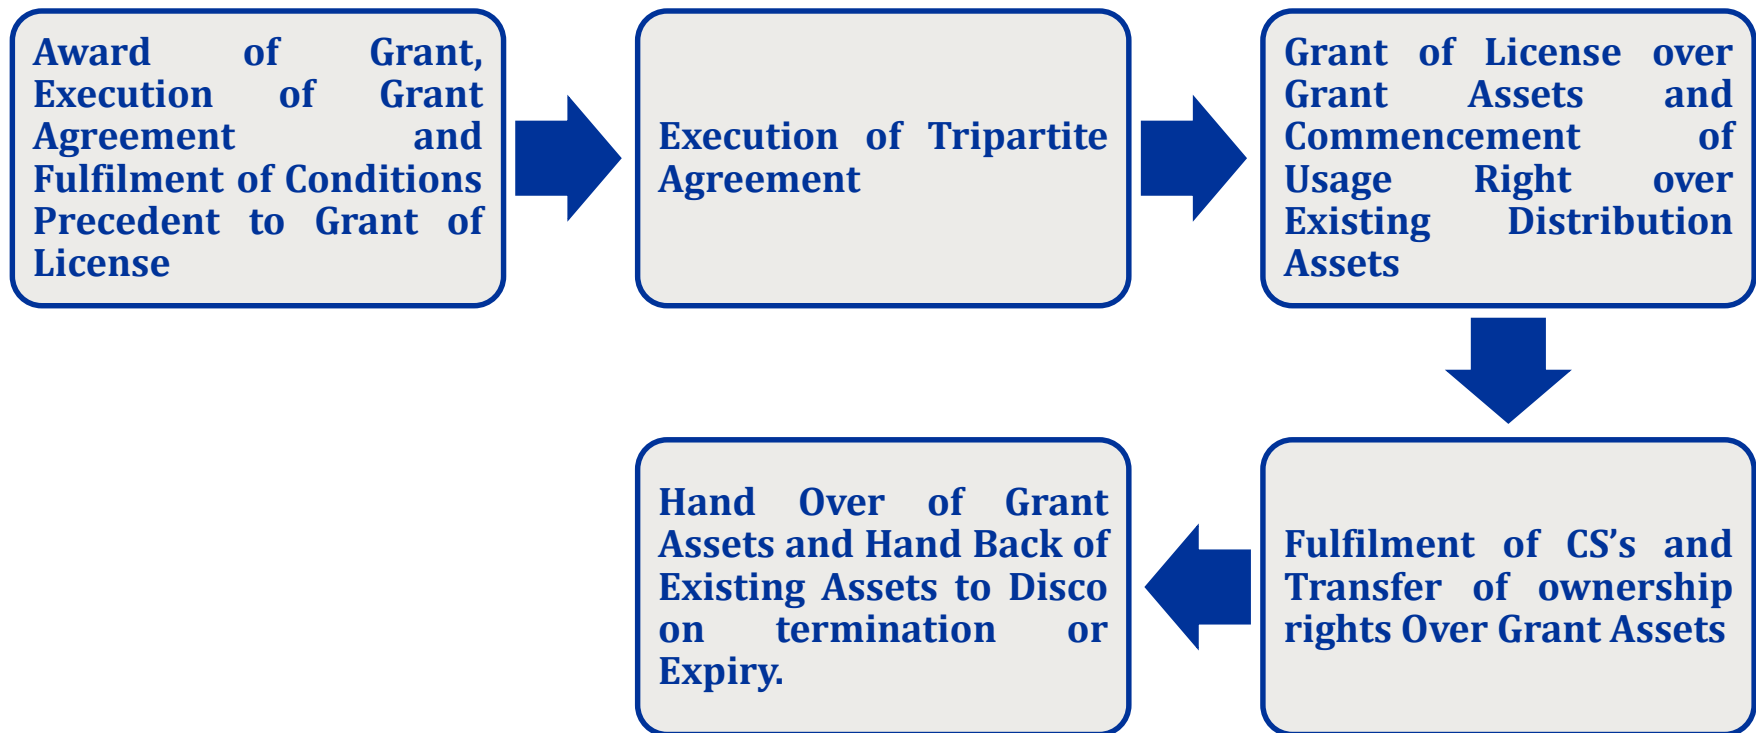 Award of Grant,
Execution of Grant
Agreement and
Fulfilment of Conditions
Precedent to Grant of
License
Execution of Tripartite
Agreement
Grant of License over
Grant Assets and
Commencement of
Usage Right over
Existing Distribution
Assets
Fulfilment of CS’s and
Transfer of ownership
rights Over Grant Assets
Hand Over of Grant
Assets and Hand Back of
Existing Assets to Disco
on termination or
Expiry.